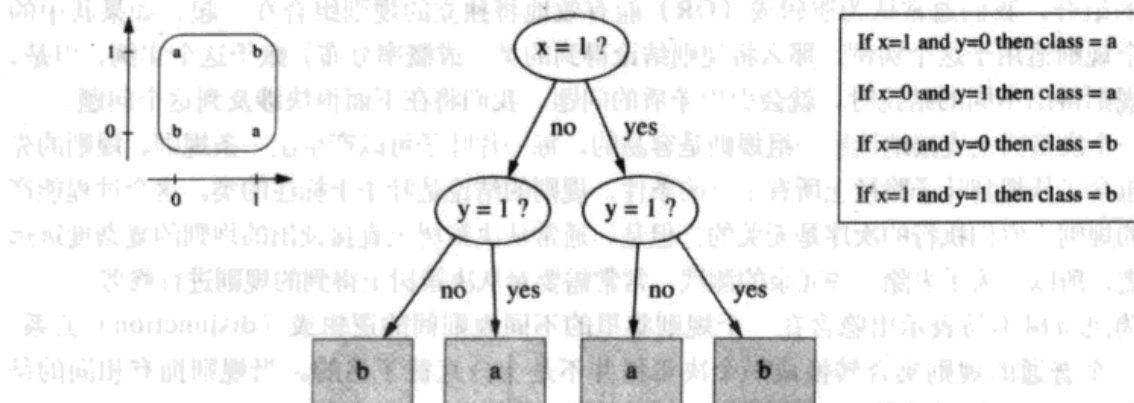 1
a b
0
b a
0 1
x = 1 ?
no yes
y = 1 ? y = 1 ?
no yes no yes
b a a b
If x=1 and y=0 then class = a
If x=0 and y=1 then class = a
If x=0 and y=0 then class = b
If x=1 and y=1 then class = b